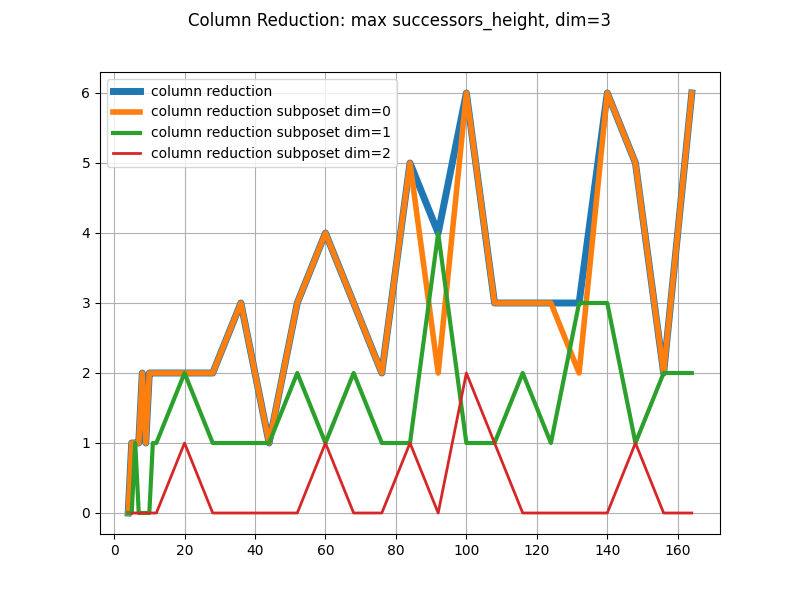 Column Reduction: max successors_height, dim=3
column reduction
column reduction subposet dim=0
column reduction subposet dim=1
column reduction subposet dim=2
6
5
4
3
2
1
0
0 20 40 60 80 100 120 140 160